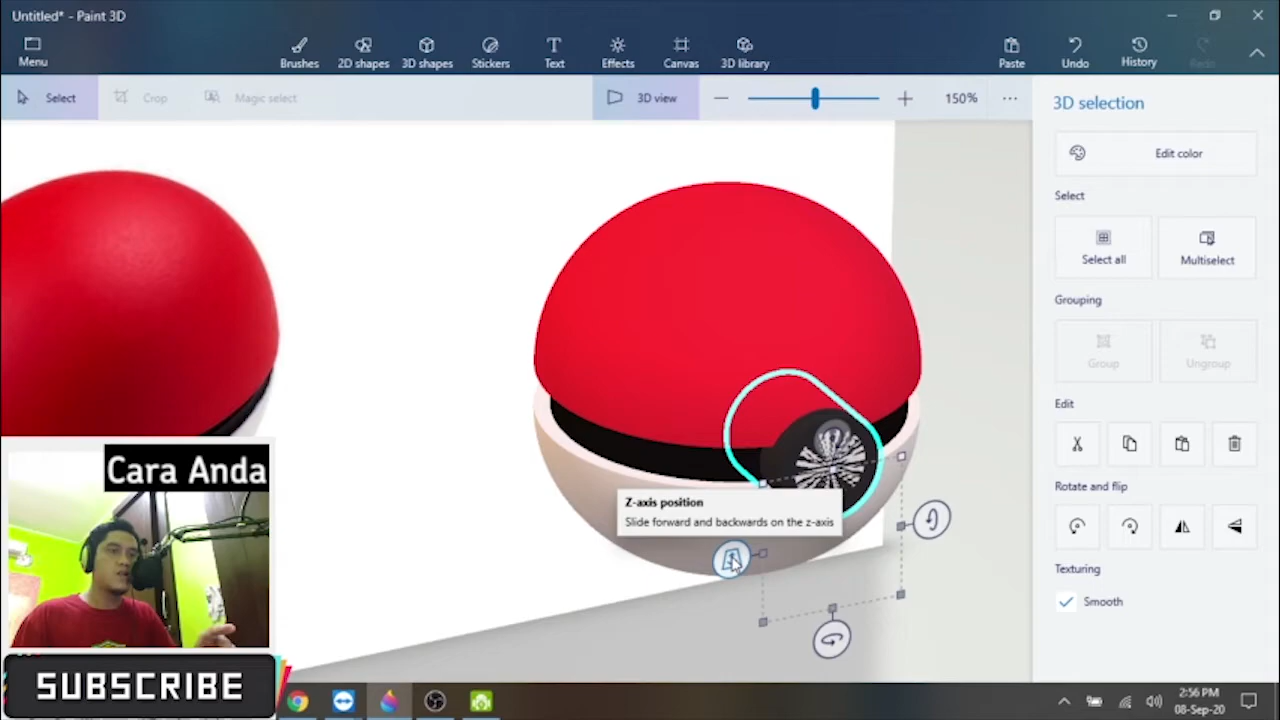 Untitled* - Paint 3D
Menu
Brushes
2D shapes
3D shapes
Stickers
Text
Effects
Canvas
3D library
Paste
Undo
History
Redo
Select
Crop
Magic select
3D view
150%
3D selection
Edit color
Select
Select all
Multiselect
Grouping
Group
Ungroup
Edit
Rotate and flip
Texturing
Smooth
Z-axis position
Slide forward and backwards on the z-axis
Cara Anda
SUBSCRIBE
2:56 PM
08-Sep-20